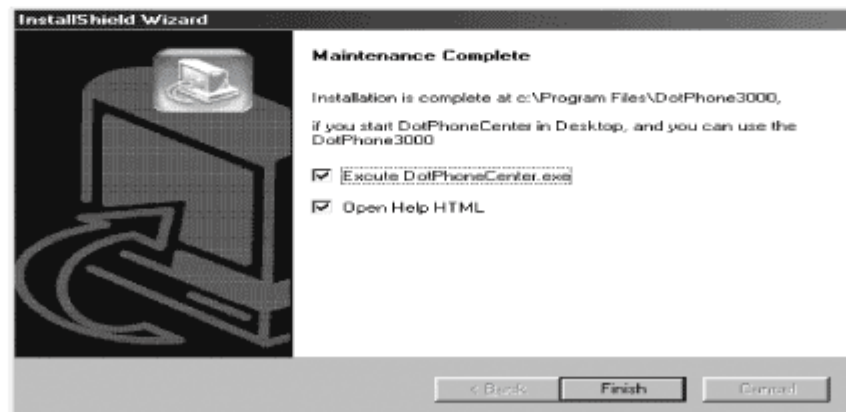 InstallShield Wizard
Maintenance Complete
Installation is complete at c:\Program Files\DotPhone3000,
if you start DotPhoneCenter in Desktop, and you can use the
DotPhone3000
Excute DotPhoneCenter.exe
Open Help HTML
< Back
Finish
Cancel